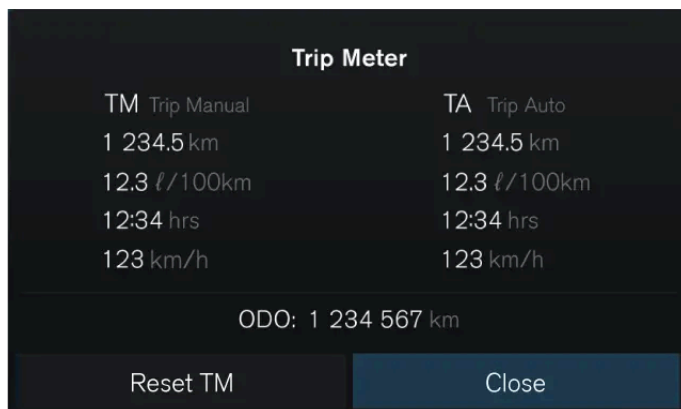 Trip Meter
TM Trip Manual
1 234.5 km
12.3 ℓ/100km
12:34 hrs
123 km/h
TA Trip Auto
1 234.5 km
12.3 ℓ/100km
12:34 hrs
123 km/h
ODO: 1 234 567 km
Reset TM
Close